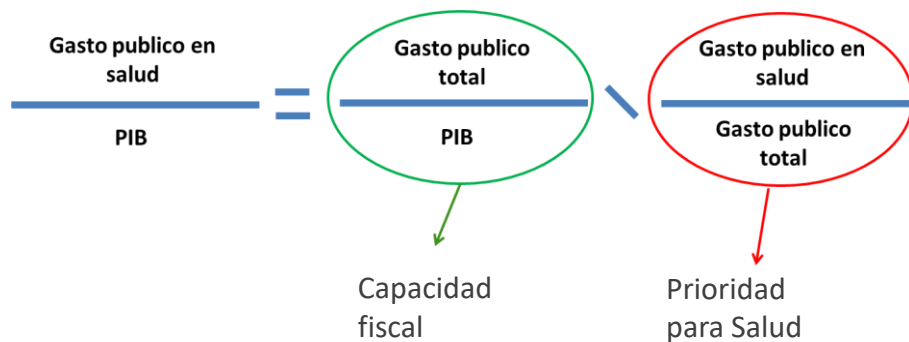 Gasto publico en
salud
PIB
=
Gasto publico
total
PIB
\
Gasto publico en
salud
Gasto publico
total
Capacidad
fiscal
Prioridad
para Salud